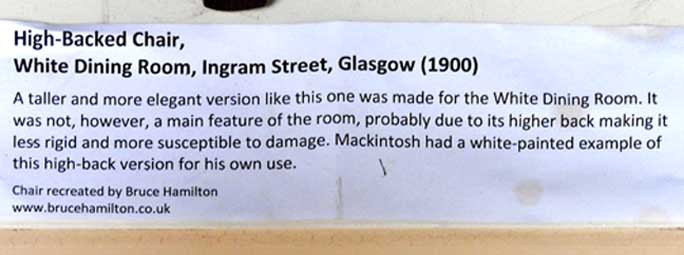 High-Backed Chair,
White Dining Room, Ingram Street, Glasgow (1900)
A taller and more elegant version like this one was made for the White Dining Room. It
was not, however, a main feature of the room, probably due to its higher back making it
less rigid and more susceptible to damage. Mackintosh had a white-painted example of
this high-back version for his own use.
Chair recreated by Bruce Hamilton
www.brucehamilton.co.uk